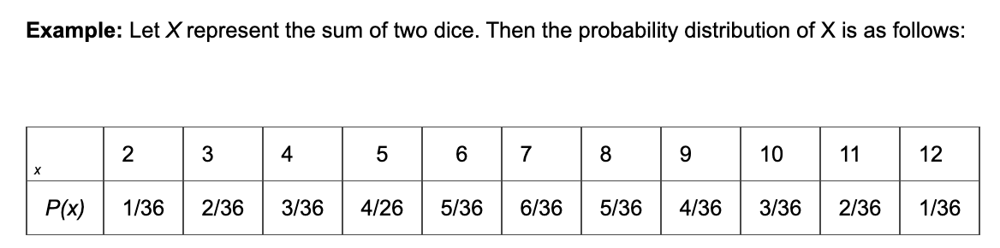 Example: Let X represent the sum of two dice. Then the probability distribution of X is as follows:
x 2 3 4 5 6 7 8 9 10 11 12
P(x) 1/36 2/36 3/36 4/26 5/36 6/36 5/36 4/36 3/36 2/36 1/36